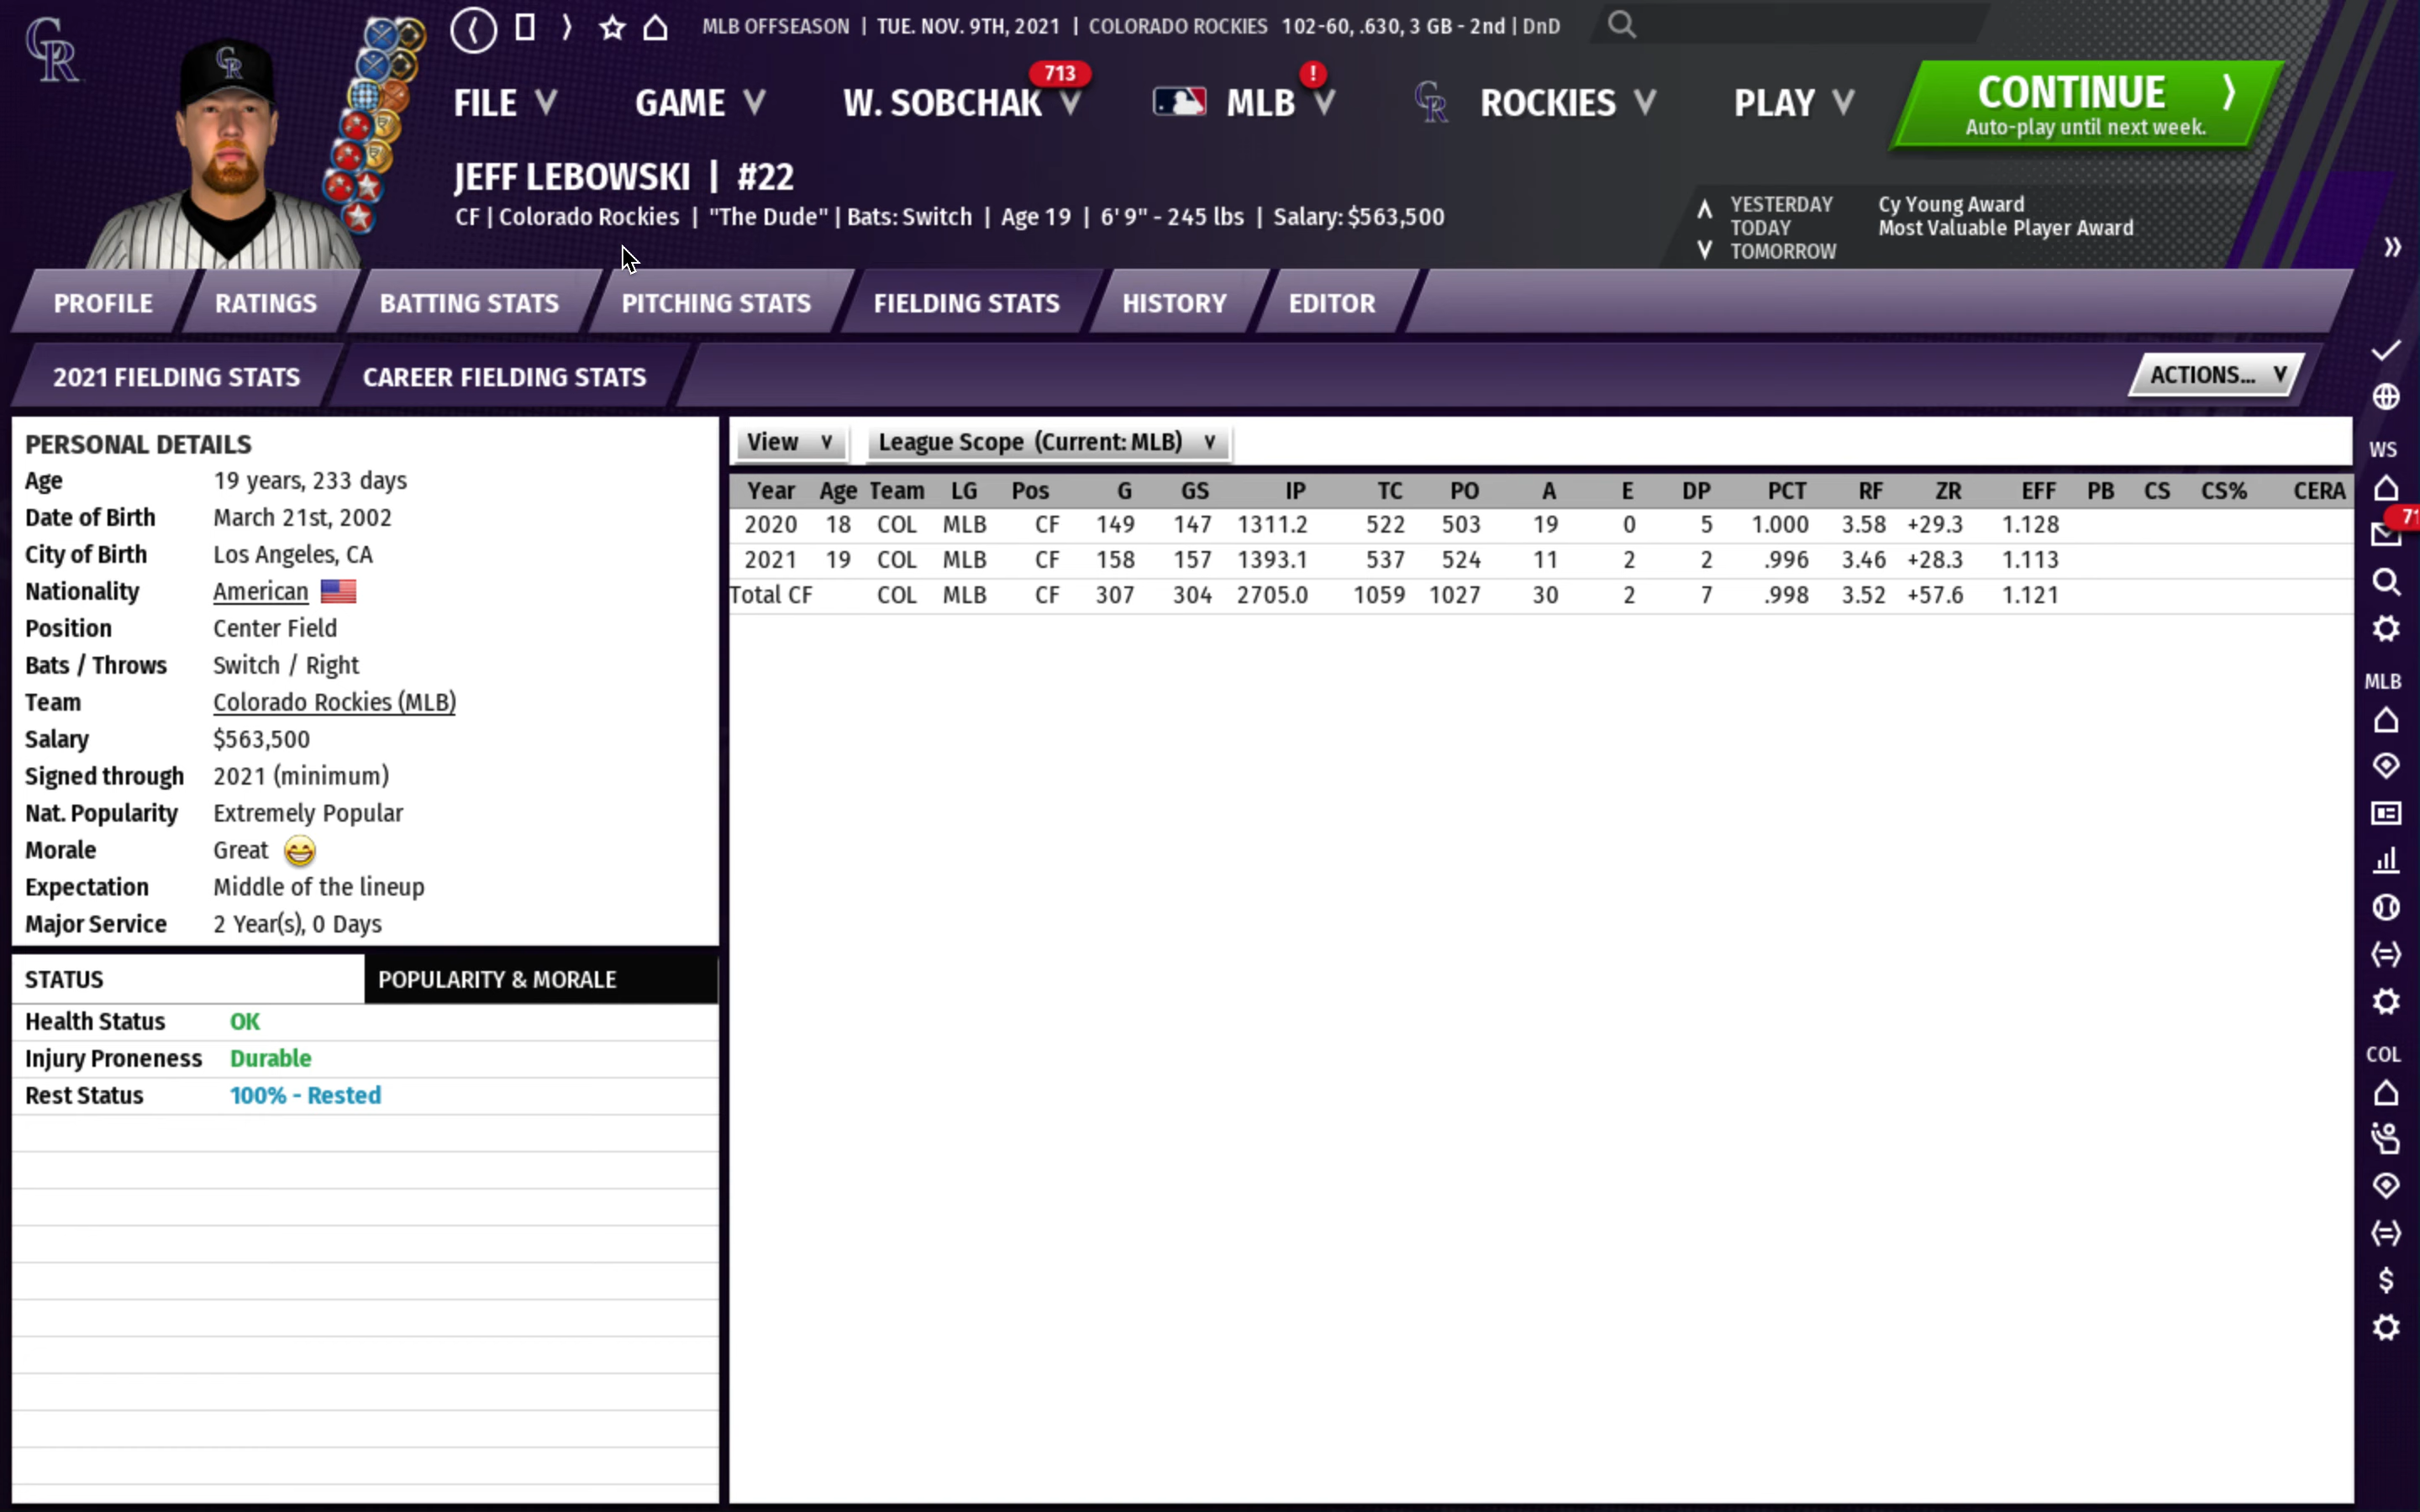 MLB OFFSEASON | TUE. NOV. 9TH, 2021 | COLORADO ROCKIES 102-60, .630, 3 GB - 2nd | DnD
FILE GAME W. SOBCHAK 713 MLB ! ROCKIES PLAY
CONTINUE
Auto-play until next week.
JEFF LEBOWSKI | #22
CF | Colorado Rockies | "The Dude" | Bats: Switch | Age 19 | 6' 9" - 245 lbs | Salary: $563,500
YESTERDAY Cy Young Award
TODAY Most Valuable Player Award
TOMORROW
PROFILE RATINGS BATTING STATS PITCHING STATS FIELDING STATS HISTORY EDITOR
2021 FIELDING STATS CAREER FIELDING STATS ACTIONS...
PERSONAL DETAILS
Age 19 years, 233 days
Date of Birth March 21st, 2002
City of Birth Los Angeles, CA
Nationality American
Position Center Field
Bats / Throws Switch / Right
Team Colorado Rockies (MLB)
Salary $563,500
Signed through 2021 (minimum)
Nat. Popularity Extremely Popular
Morale Great
Expectation Middle of the lineup
Major Service 2 Year(s), 0 Days
STATUS POPULARITY & MORALE
Health Status OK
Injury Proneness Durable
Rest Status 100% - Rested
View League Scope (Current: MLB)
Year Age Team LG Pos G GS IP TC PO A E DP PCT RF ZR EFF PB CS CS% CERA
2020 18 COL MLB CF 149 147 1311.2 522 503 19 0 5 1.000 3.58 +29.3 1.128
2021 19 COL MLB CF 158 157 1393.1 537 524 11 2 2 .996 3.46 +28.3 1.113
Total CF COL MLB CF 307 304 2705.0 1059 1027 30 2 7 .998 3.52 +57.6 1.121
WS
71
MLB
COL